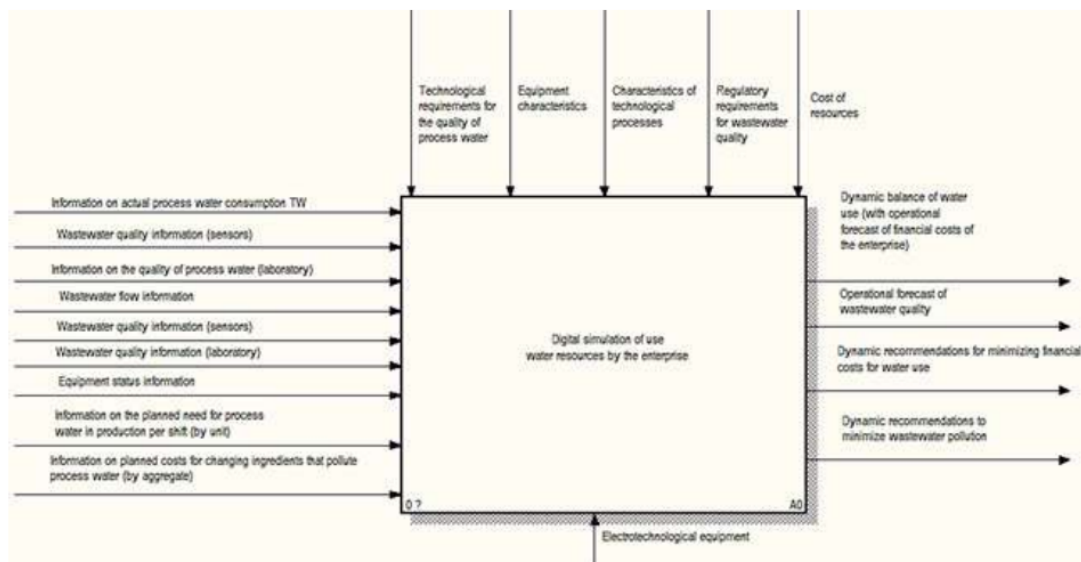 Technological
requirements for
the quality of
process water
Equipment
characteristics
Characteristics of
technological
processes
Regulatory
requirements
for wastewater
quality
Cost of
resources
Information on actual process water consumption TW
Wastewater quality information (sensors)
Information on the quality of process water (laboratory)
Wastewater flow information
Wastewater quality information (sensors)
Wastewater quality information (laboratory)
Equipment status information
Information on the planned need for process
water in production per shift (by unit)
Information on planned costs for changing ingredients that pollute
process water (by aggregate)
Digital simulation of use
water resources by the enterprise
0 ?
A0
Dynamic balance of water
use (with operational
forecast of financial costs of
the enterprise)
Operational forecast of
wastewater quality
Dynamic recommendations for minimizing financial
costs for water use
Dynamic recommendations to
minimize wastewater pollution
Electrotechnological equipment